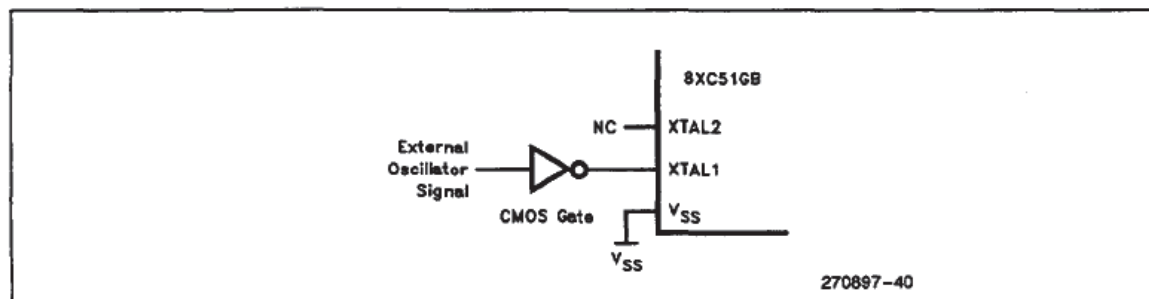 8XC51GB
NC
XTAL2
External
Oscillator
Signal
XTAL1
CMOS Gate
VSS
VSS
270897-40